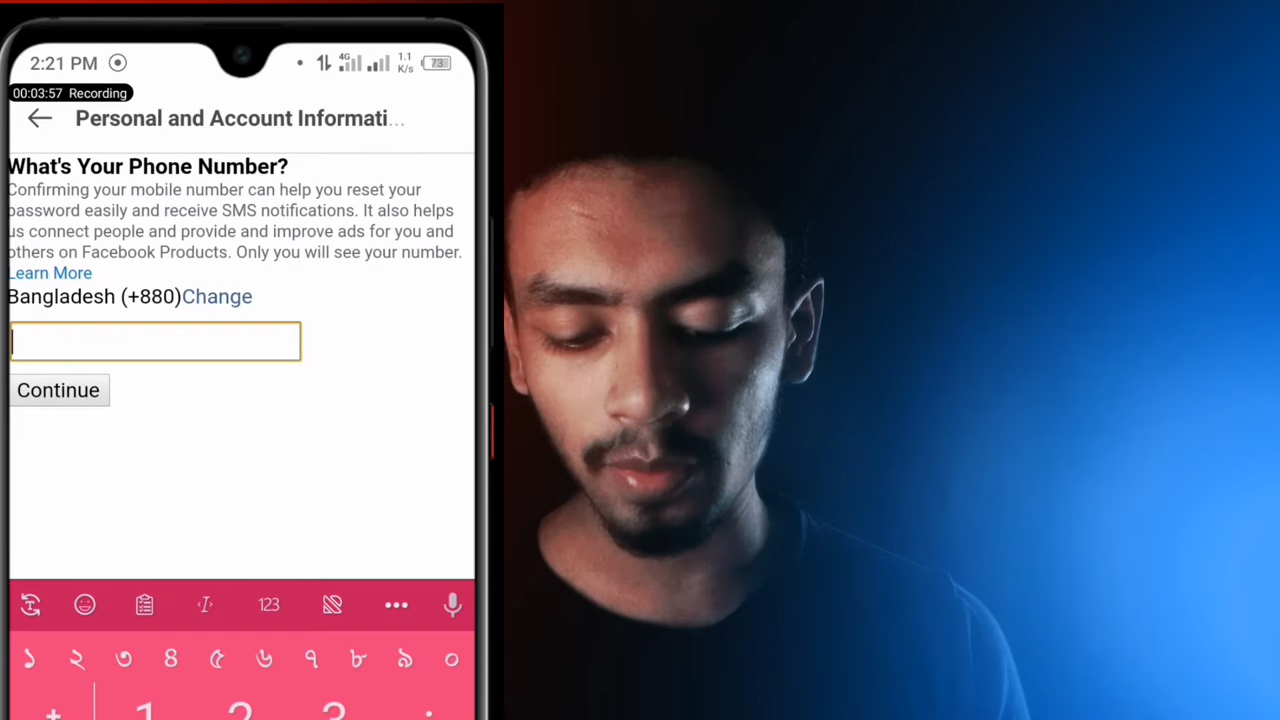 2:21 PM
4G
1.1
K/s
73
00:03:57 Recording
Personal and Account Informati...
What's Your Phone Number?
Confirming your mobile number can help you reset your
password easily and receive SMS notifications. It also helps
us connect people and provide and improve ads for you and
others on Facebook Products. Only you will see your number.
Learn More
Bangladesh (+880)Change
Continue
123
১ ২ ৩ ৪ ৫ ৬ ৭ ৮ ৯ ০
+ 1 2 3